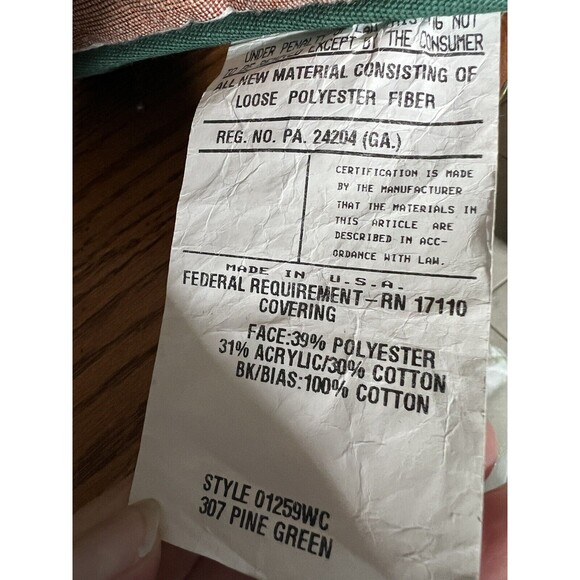 UNDER PENALTY THIS TAG NOT
TO BE EXCEPT BY THE CONSUMER
ALL NEW MATERIAL CONSISTING OF
LOOSE POLYESTER FIBER
REG. NO. PA. 24204 (GA.)
CERTIFICATION IS MADE
BY THE MANUFACTURER
THAT THE MATERIALS IN
THIS ARTICLE ARE
DESCRIBED IN ACC-
ORDANCE WITH LAW.
MADE IN U.S.A.
FEDERAL REQUIREMENT-RN 17110
COVERING
FACE:39% POLYESTER
31% ACRYLIC/30% COTTON
BK/BIAS:100% COTTON
STYLE 01259WC
307 PINE GREEN